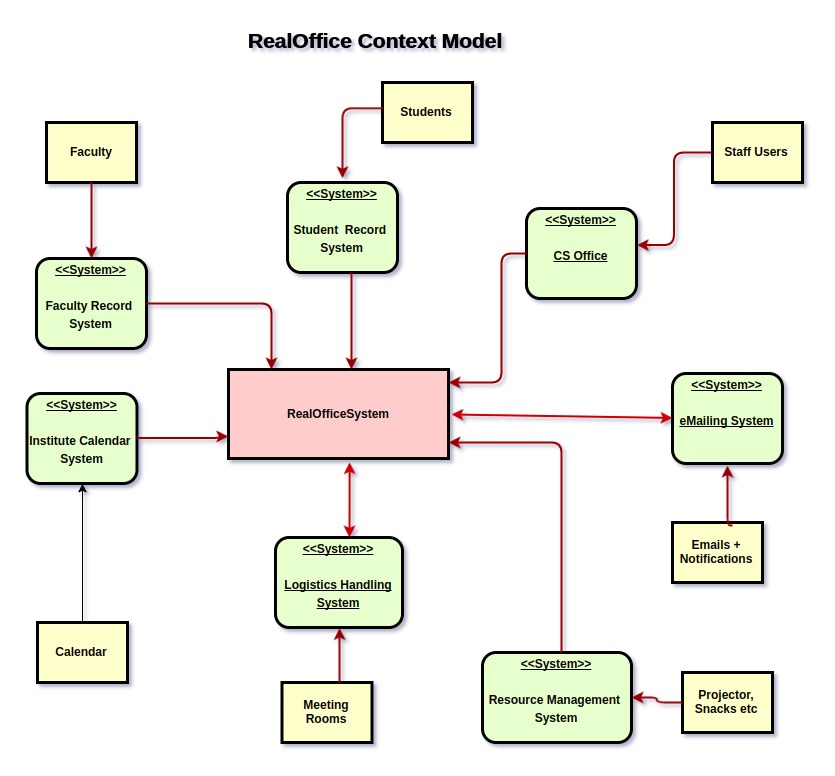 RealOffice Context Model
Students
Faculty
Staff Users
<<System>>
Student Record
System
<<System>>
CS Office
<<System>>
Faculty Record
System
RealOfficeSystem
<<System>>
eMailing System
<<System>>
Institute Calendar
System
<<System>>
Logistics Handling
System
Emails +
Notifications
Calendar
<<System>>
Resource Management
System
Meeting
Rooms
Projector,
Snacks etc